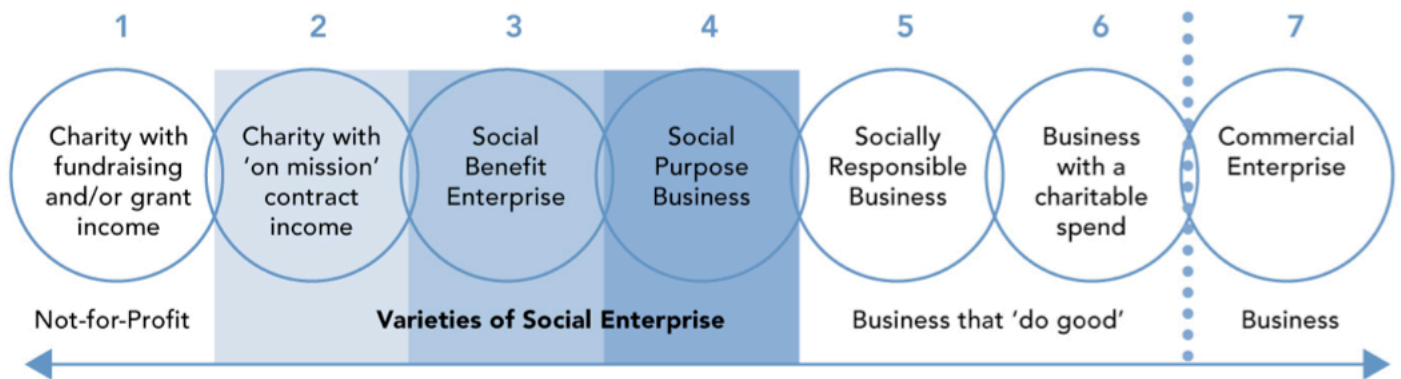 1
2
3
4
5
6
7
Charity with
fundraising
and/or grant
income
Charity with
‘on mission’
contract
income
Social
Benefit
Enterprise
Social
Purpose
Business
Socially
Responsible
Business
Business
with a
charitable
spend
Commercial
Enterprise
Not-for-Profit
Varieties of Social Enterprise
Business that ‘do good’
Business